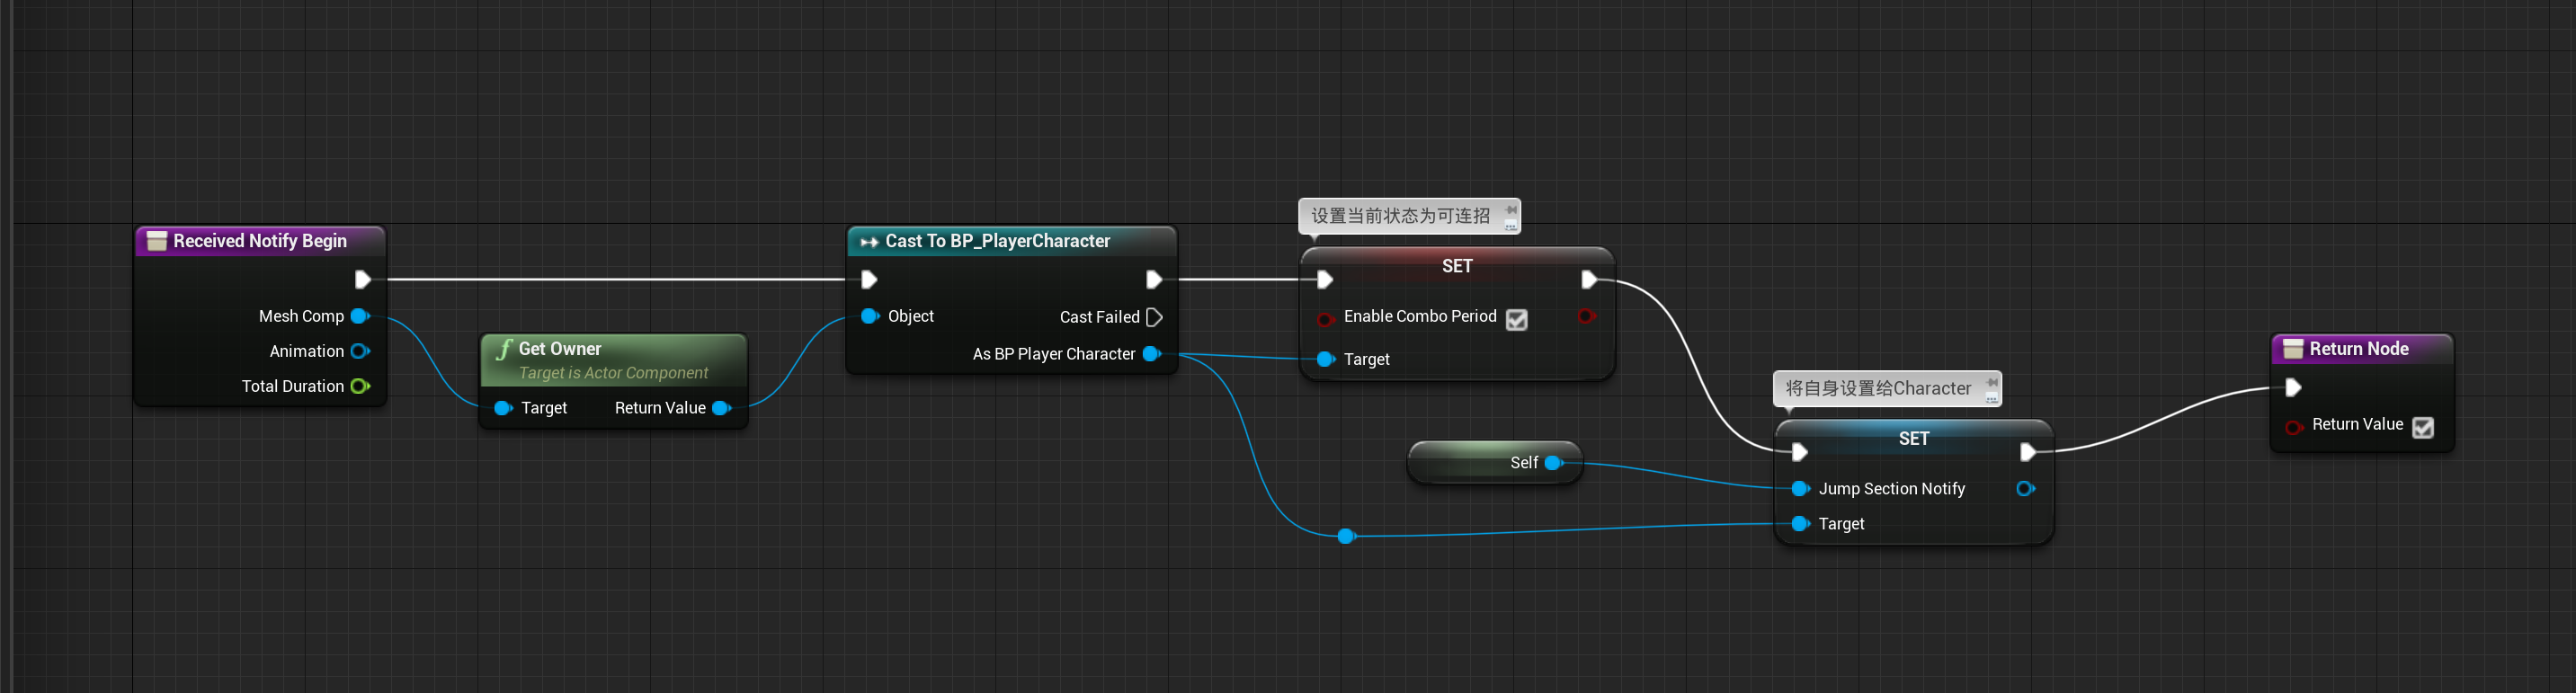 Received Notify Begin
Mesh Comp
Animation
Total Duration
Get Owner
Target is Actor Component
Target
Return Value
Cast To BP_PlayerCharacter
Object
Cast Failed
As BP Player Character
设置当前状态为可连招
SET
Enable Combo Period
Target
Self
将自身设置给Character
SET
Jump Section Notify
Target
Return Node
Return Value